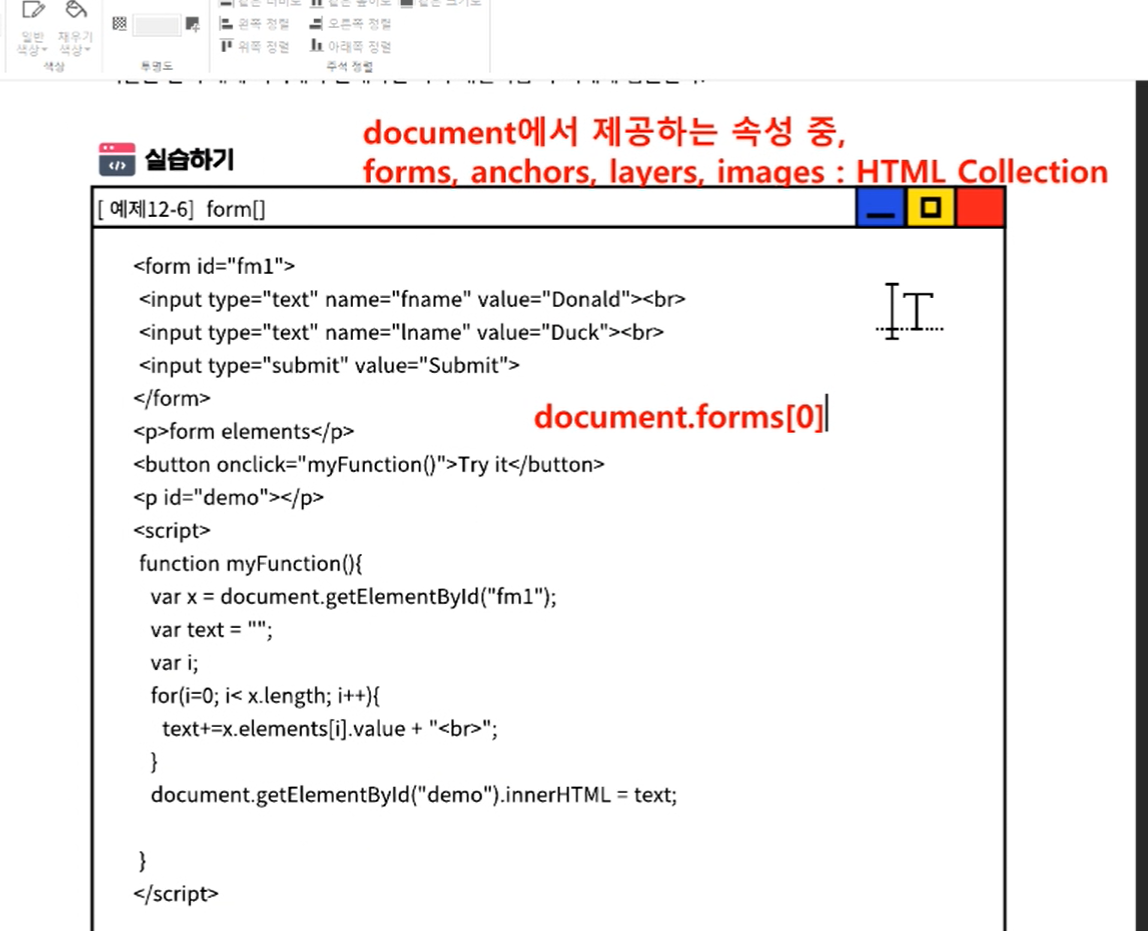 일반
색상
채우기
색상
색상
투명도
왼쪽 정렬
오른쪽 정렬
위쪽 정렬
아래쪽 정렬
주석 정렬
document에서 제공하는 속성 중,
실습하기
forms, anchors, layers, images : HTML Collection
[ 예제12-6] form[]
<form id="fm1">
<input type="text" name="fname" value="Donald"><br>
<input type="text" name="lname" value="Duck"><br>
<input type="submit" value="Submit">
</form>
document.forms[0]
<p>form elements</p>
<button onclick="myFunction()">Try it</button>
<p id="demo"></p>
<script>
function myFunction(){
var x = document.getElementById("fm1");
var text = "";
var i;
for(i=0; i< x.length; i++){
text+=x.elements[i].value + "<br>";
}
document.getElementById("demo").innerHTML = text;
}
</script>